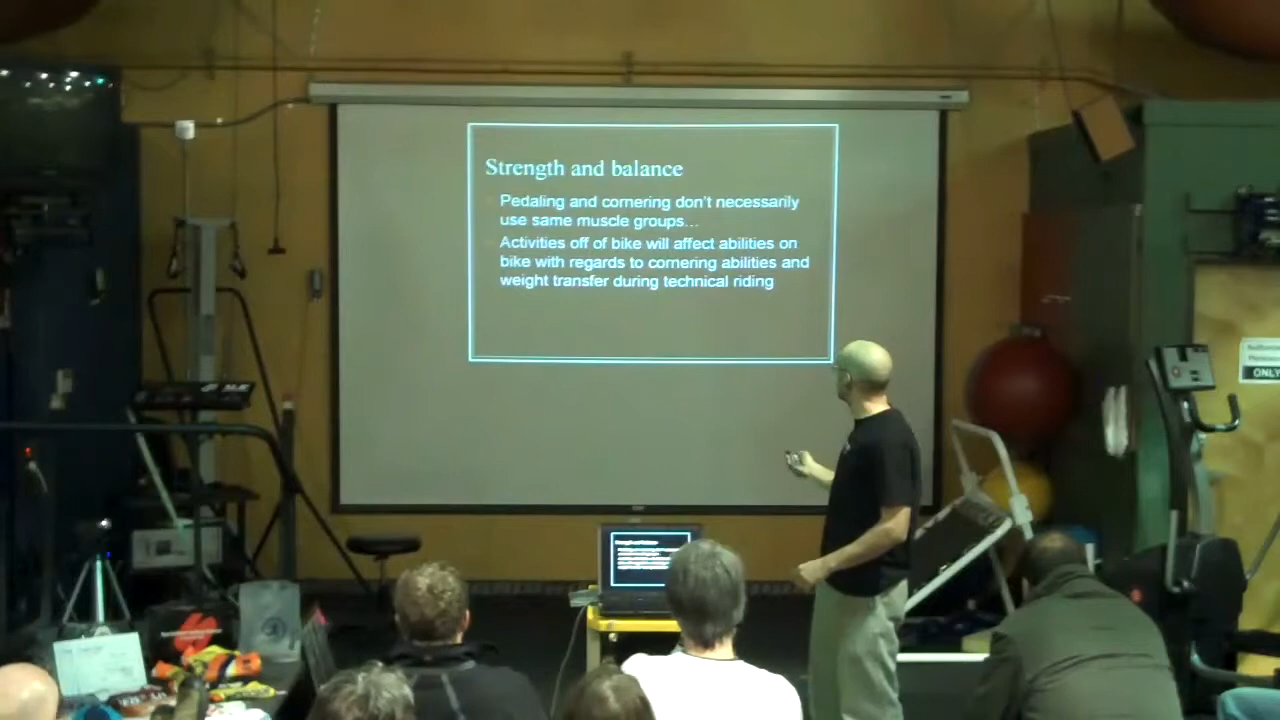 Strength and balance
Pedaling and cornering don't necessarily
use same muscle groups...
Activities off of bike will affect abilities on
bike with regards to cornering abilities and
weight transfer during technical riding
ONLY